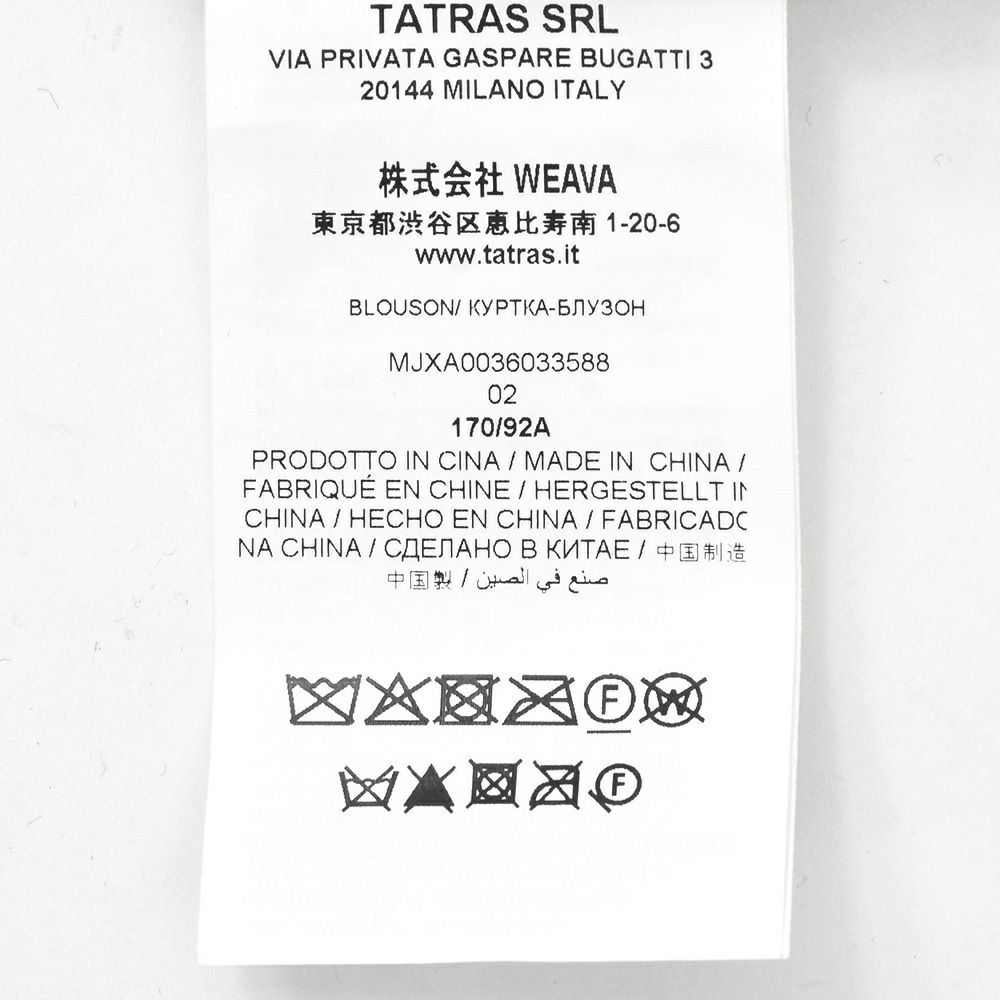 TATRAS SRL
VIA PRIVATA GASPARE BUGATTI 3
20144 MILANO ITALY
株式会社 WEAVA
東京都渋谷区恵比寿南 1-20-6
www.tatras.it
BLOUSON/ КУРТКА-БЛУЗОН
MJXA0036033588
02
170/92A
PRODOTTO IN CINA / MADE IN CHINA /
FABRIQUÉ EN CHINE / HERGESTELLT IN
CHINA / HECHO EN CHINA / FABRICADO
NA CHINA / СДЕЛАНО В КИТАЕ / 中国制造
中国製 / صنع في الصين
F W
F